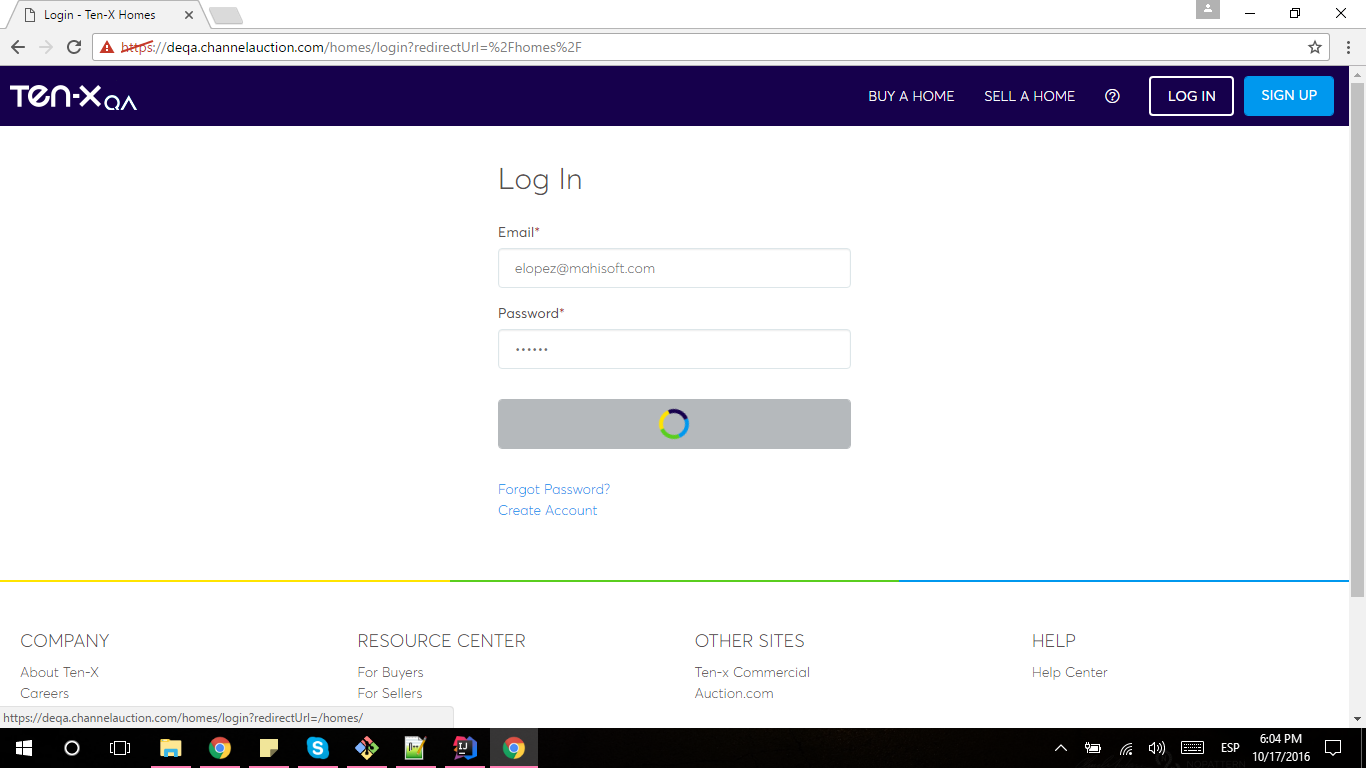 Login - Ten-X Homes
https://deqa.channelauction.com/homes/login?redirectUrl=%2Fhomes%2F
Ten-X QA
BUY A HOME
SELL A HOME
LOG IN
SIGN UP
Log In
Email*
elopez@mahisoft.com
Password*
••••••
Forgot Password?
Create Account
COMPANY
RESOURCE CENTER
OTHER SITES
HELP
About Ten-X
For Buyers
Ten-x Commercial
Help Center
Careers
For Sellers
Auction.com
https://deqa.channelauction.com/homes/login?redirectUrl=/homes/
ESP
6:04 PM
10/17/2016